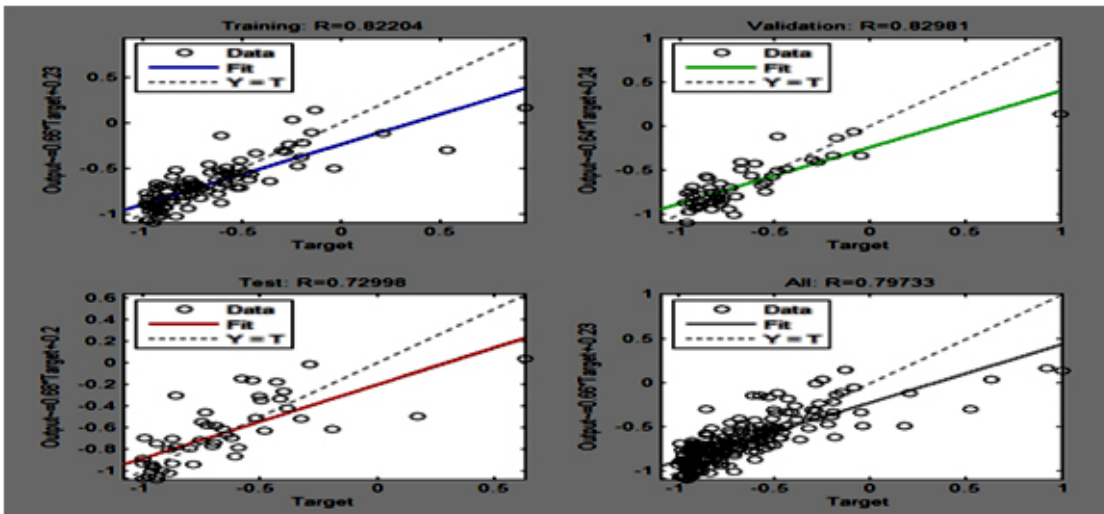 Training: R=0.82204
Output~=0.66*Target+-0.23
Data
Fit
Y = T
0.5
0
-0.5
-1
-1 -0.5 0 0.5
Target
Validation: R=0.82981
Output~=0.64*Target+-0.24
Data
Fit
Y = T
1
0.5
0
-0.5
-1
-1 -0.5 0 0.5 1
Target
Test: R=0.72998
Output~=0.68*Target+-0.2
Data
Fit
Y = T
0.6
0.4
0.2
0
-0.2
-0.4
-0.6
-0.8
-1
-1 -0.5 0 0.5
Target
All: R=0.79733
Output~=0.66*Target+-0.23
Data
Fit
Y = T
1
0.5
0
-0.5
-1
-1 -0.5 0 0.5 1
Target